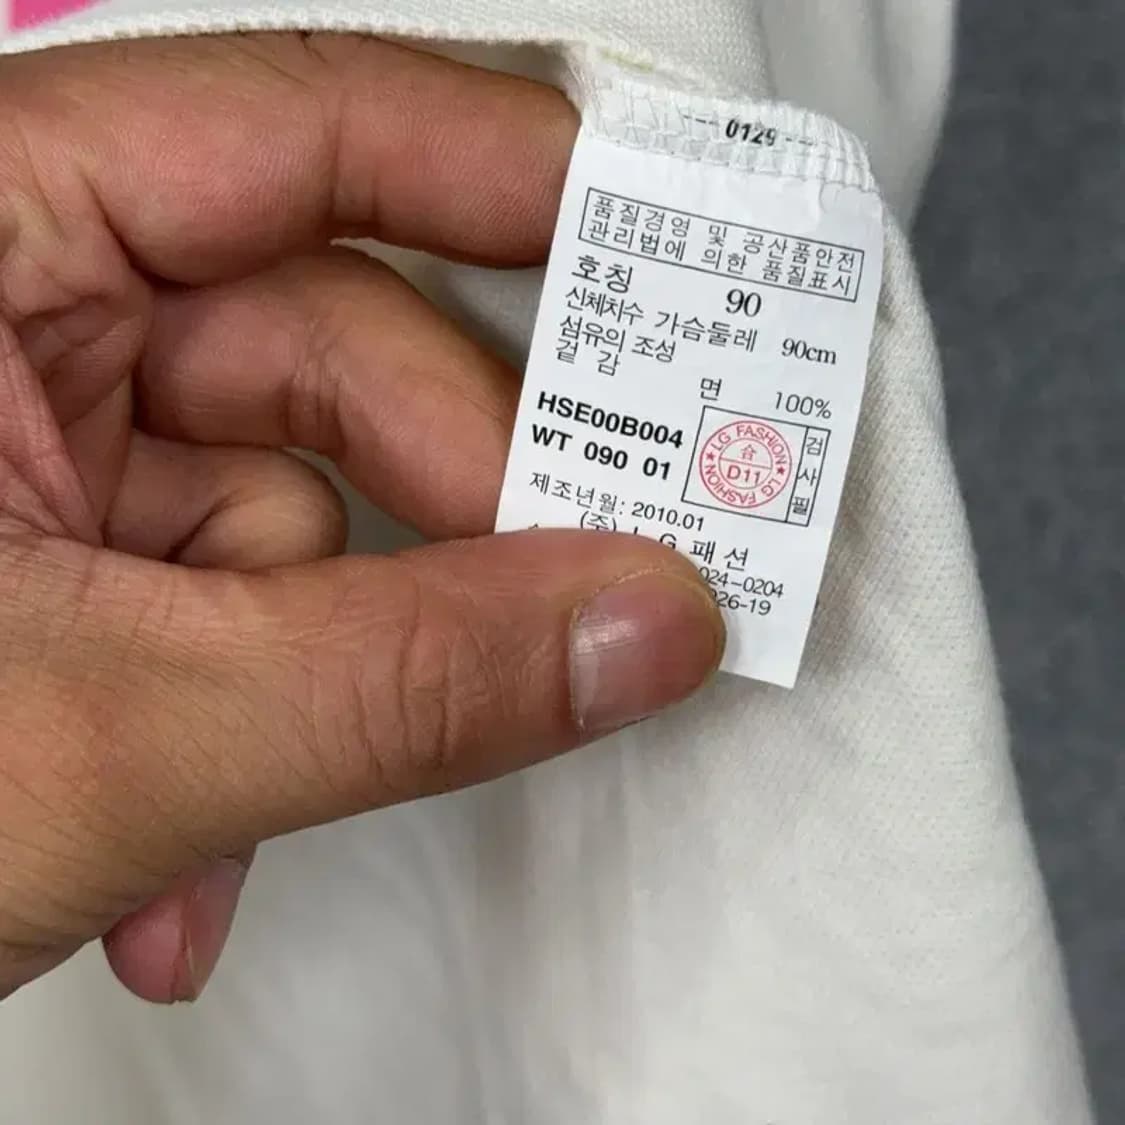 0129
품질경영 및 공산품안전
관리법에 의한 품질표시
호칭 90
신체치수 가슴둘레 90cm
섬유의 조성
겉 감
면 100%
HSE00B004
WT 090 01
LG FASHION ★ LG FASHION ★
合
D11
검
사
필
제조년월: 2010.01
(주) L G 패 션
024-0204
26-19